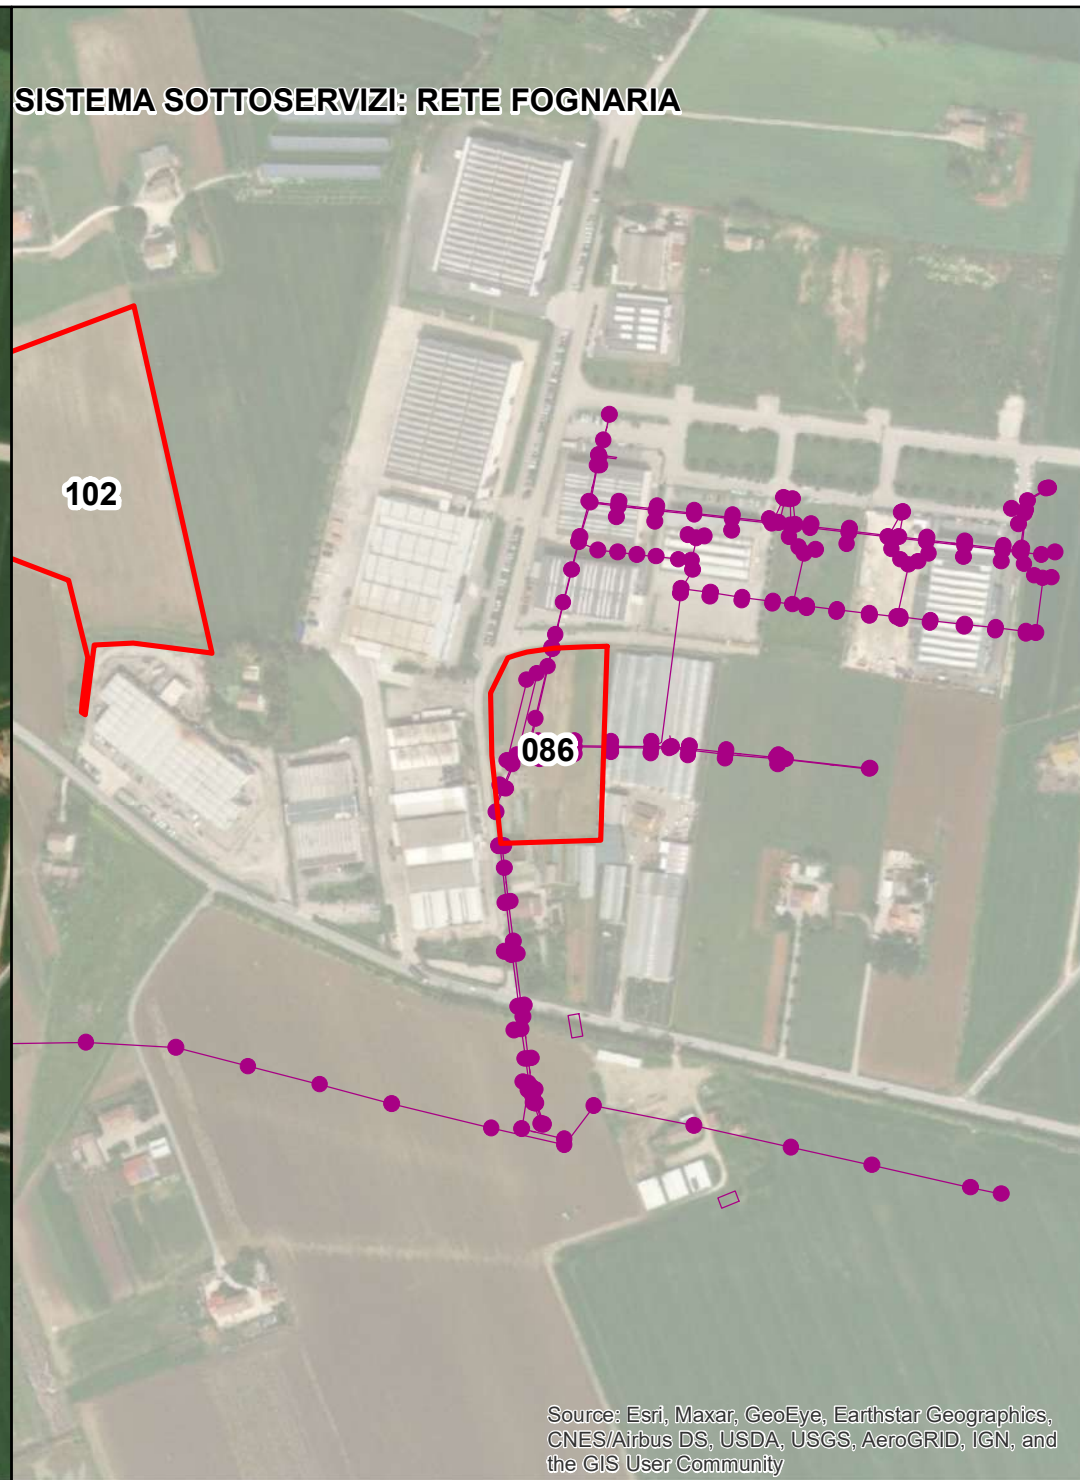 SISTEMA SOTTOSERVIZI: RETE FOGNARIA
102
086
Source: Esri, Maxar, GeoEye, Earthstar Geographics,
CNES/Airbus DS, USDA, USGS, AeroGRID, IGN, and
the GIS User Community